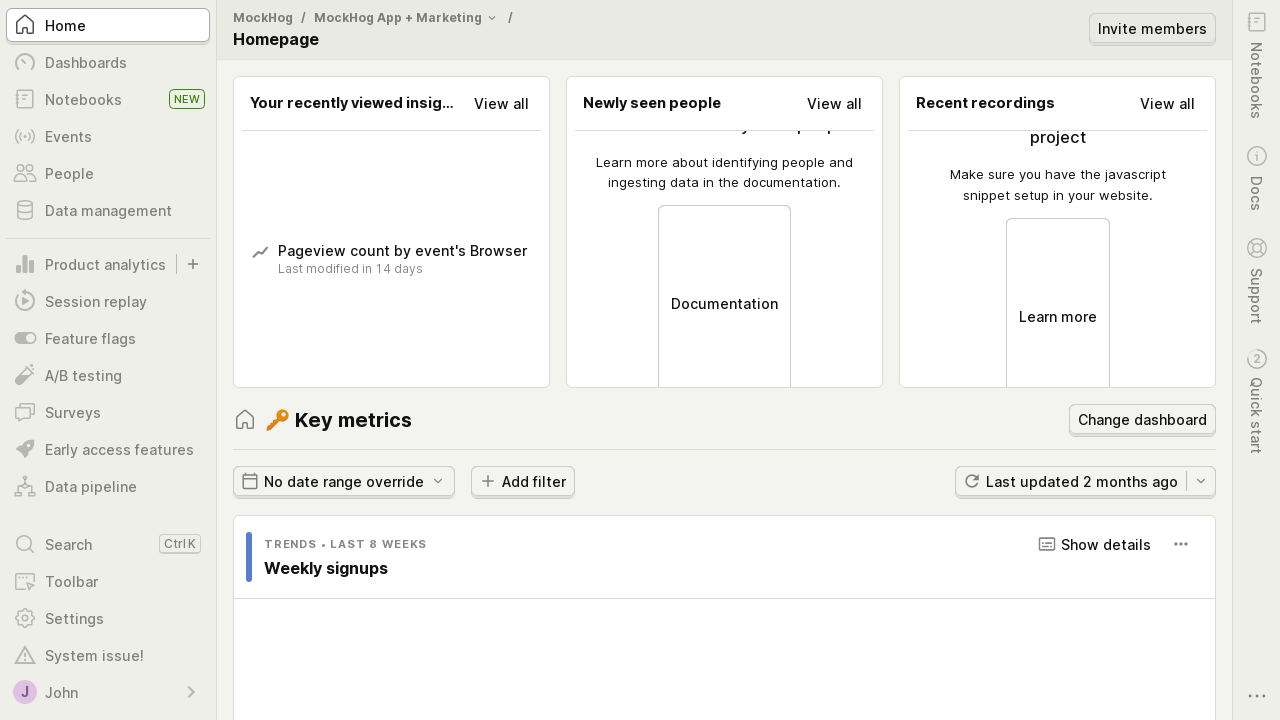 Home
Dashboards
Notebooks
NEW
Events
People
Data management
Product analytics
Session replay
Feature flags
A/B testing
Surveys
Early access features
Data pipeline
Search
Ctrl K
Toolbar
Settings
System issue!
J
John
MockHog / MockHog App + Marketing /
Homepage
Invite members
Your recently viewed insig...
View all
Pageview count by event's Browser
Last modified in 14 days
Newly seen people
View all
Learn more about identifying people and
ingesting data in the documentation.
Documentation
Recent recordings
View all
project
Make sure you have the javascript
snippet setup in your website.
Learn more
🔑 Key metrics
Change dashboard
No date range override
Add filter
Last updated 2 months ago
TRENDS • LAST 8 WEEKS
Weekly signups
Show details
Notebooks
Docs
Support
2
Quick start